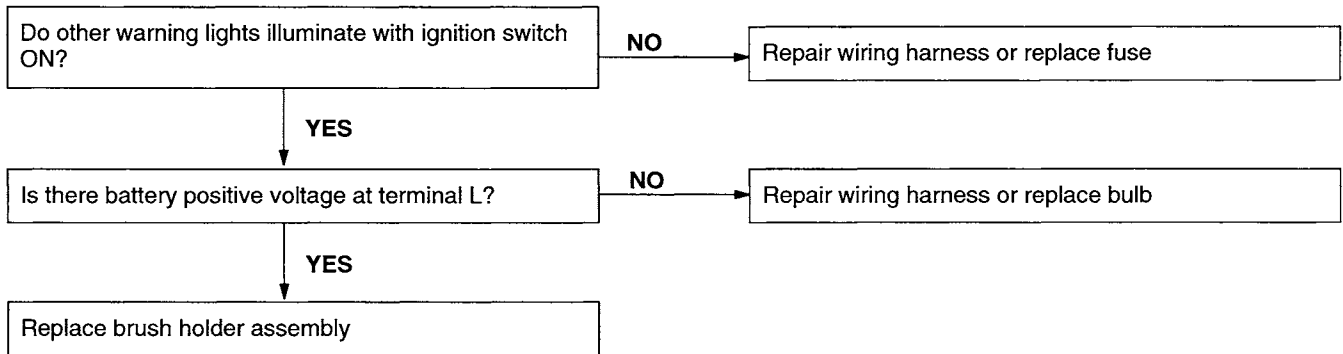 Do other warning lights illuminate with ignition switch
ON?
NO
Repair wiring harness or replace fuse
YES
Is there battery positive voltage at terminal L?
NO
Repair wiring harness or replace bulb
YES
Replace brush holder assembly